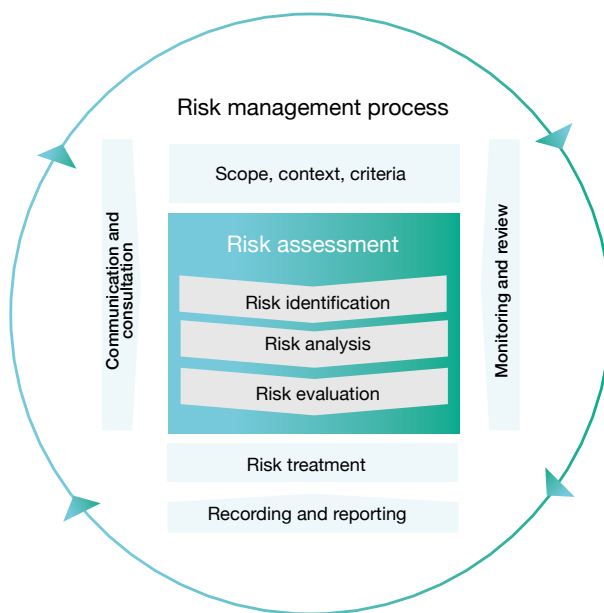 Risk management process
Scope, context, criteria
Communication and
consultation
Risk assessment
Risk identification
Risk analysis
Risk evaluation
Monitoring and review
Risk treatment
Recording and reporting